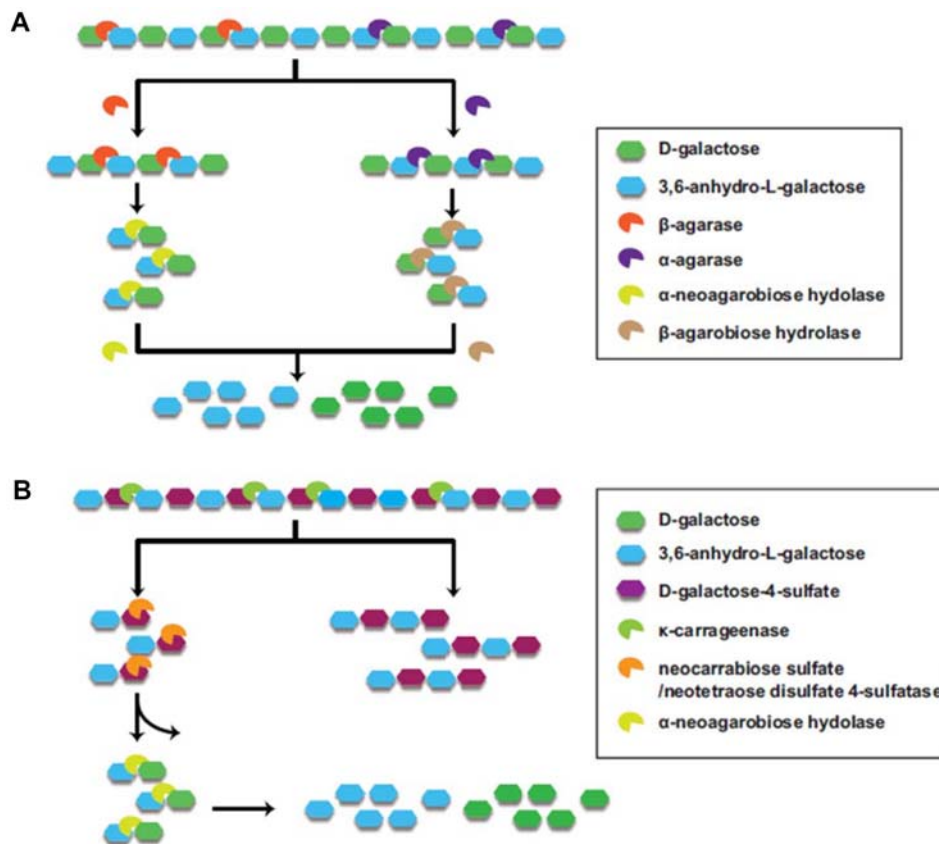 A
D-galactose
3,6-anhydro-L-galactose
β-agarase
α-agarase
α-neoagarobiose hydolase
β-agarobiose hydrolase
B
D-galactose
3,6-anhydro-L-galactose
D-galactose-4-sulfate
κ-carrageenase
neocarrabiose sulfate
/neotetraose disulfate 4-sulfatase
α-neoagarobiose hydolase